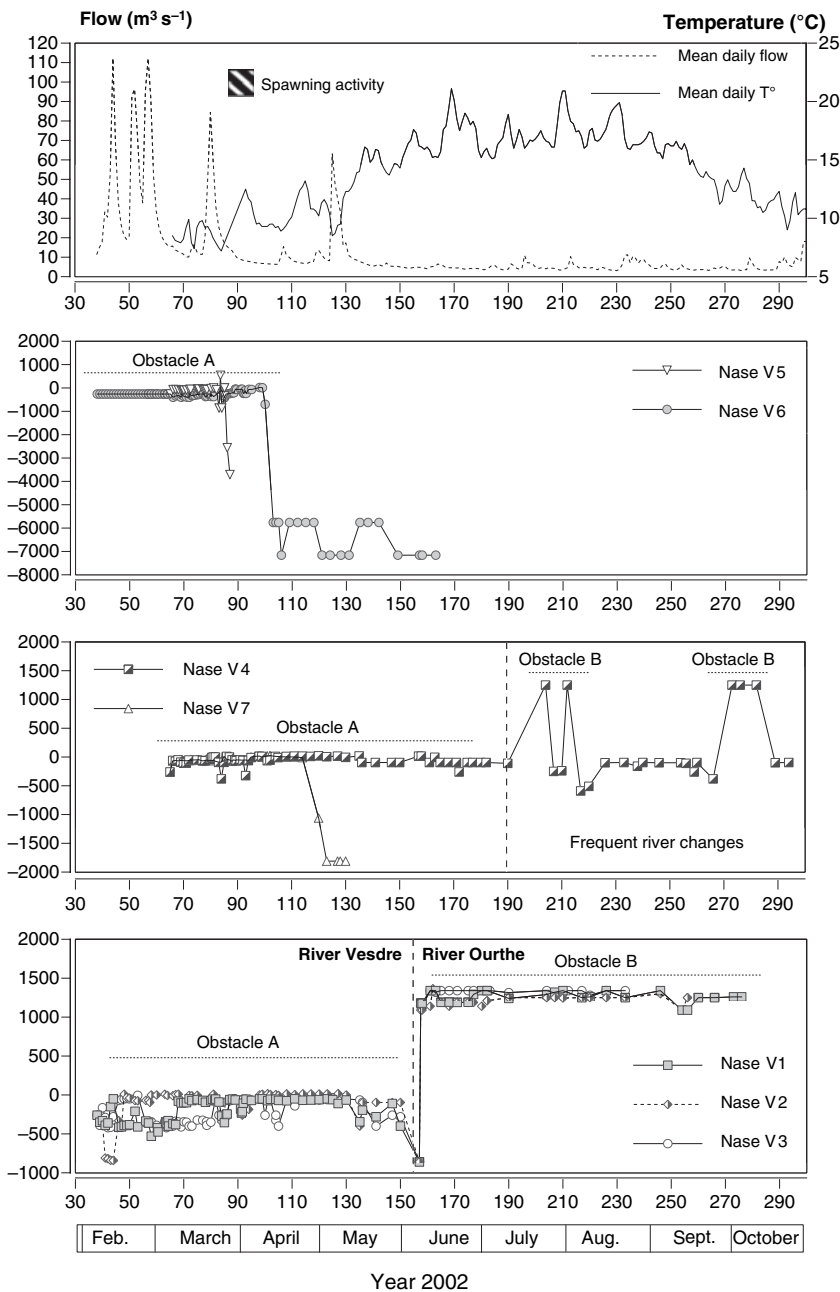 Flow (m³ s⁻¹) Temperature (°C)
120 25
110
100 Mean daily flow
90 Spawning activity
80 Mean daily T° 20
70
60 15
50
40
30 10
20
10
0 5
30 50 70 90 110 130 150 170 190 210 230 250 270 290
2000
1000 Obstacle A
0 Nase V5
−1000 Nase V6
−2000
−3000
−4000
−5000
−6000
−7000
−8000
30 50 70 90 110 130 150 170 190 210 230 250 270 290
2000
1500 Nase V4 Obstacle B Obstacle B
1000 Nase V7
500 Obstacle A
0
−500
−1000
−1500 Frequent river changes
−2000
30 50 70 90 110 130 150 170 190 210 230 250 270 290
2000
River Vesdre River Ourthe
1500 Obstacle B
1000
500 Obstacle A Nase V1
0 Nase V2
−500 Nase V3
−1000
30 50 70 90 110 130 150 170 190 210 230 250 270 290
Feb. March April May June July Aug. Sept. October
Year 2002